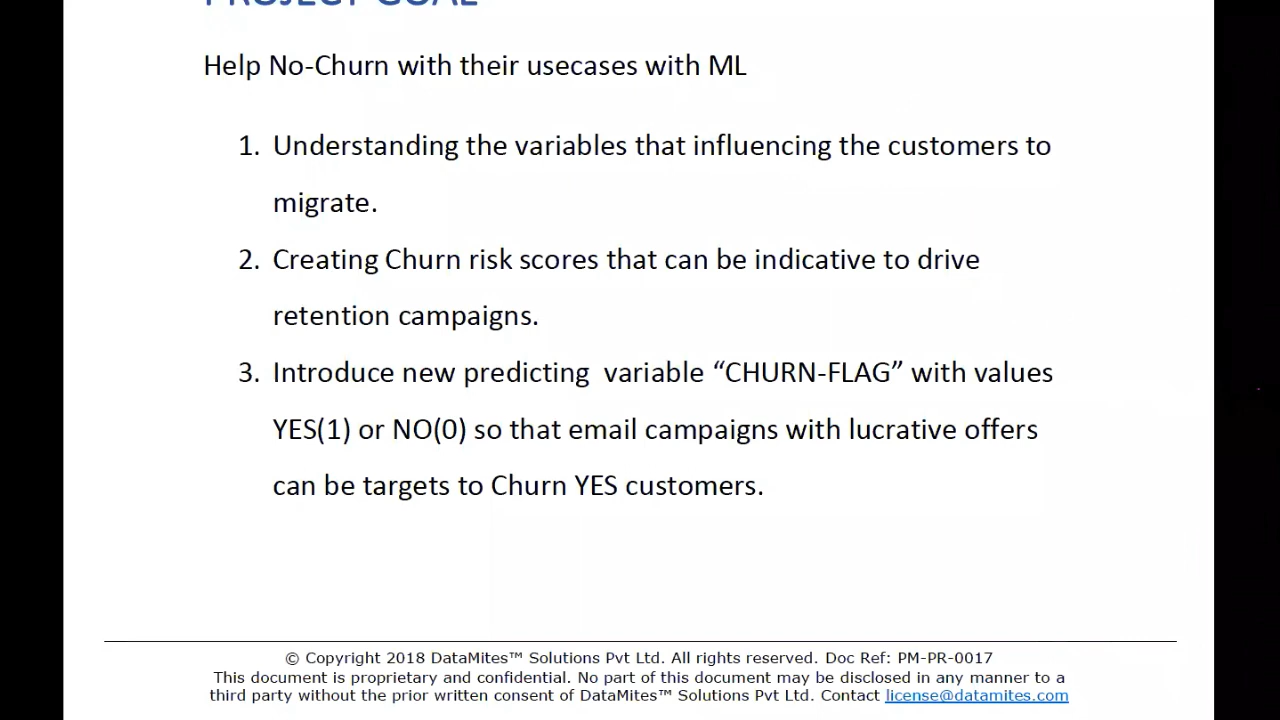 PROJECT GOAL
Help No-Churn with their usecases with ML
1. Understanding the variables that influencing the customers to
migrate.
2. Creating Churn risk scores that can be indicative to drive
retention campaigns.
3. Introduce new predicting variable “CHURN-FLAG” with values
YES(1) or NO(0) so that email campaigns with lucrative offers
can be targets to Churn YES customers.
© Copyright 2018 DataMites™ Solutions Pvt Ltd. All rights reserved. Doc Ref: PM-PR-0017
This document is proprietary and confidential. No part of this document may be disclosed in any manner to a
third party without the prior written consent of DataMites™ Solutions Pvt Ltd. Contact license@datamites.com